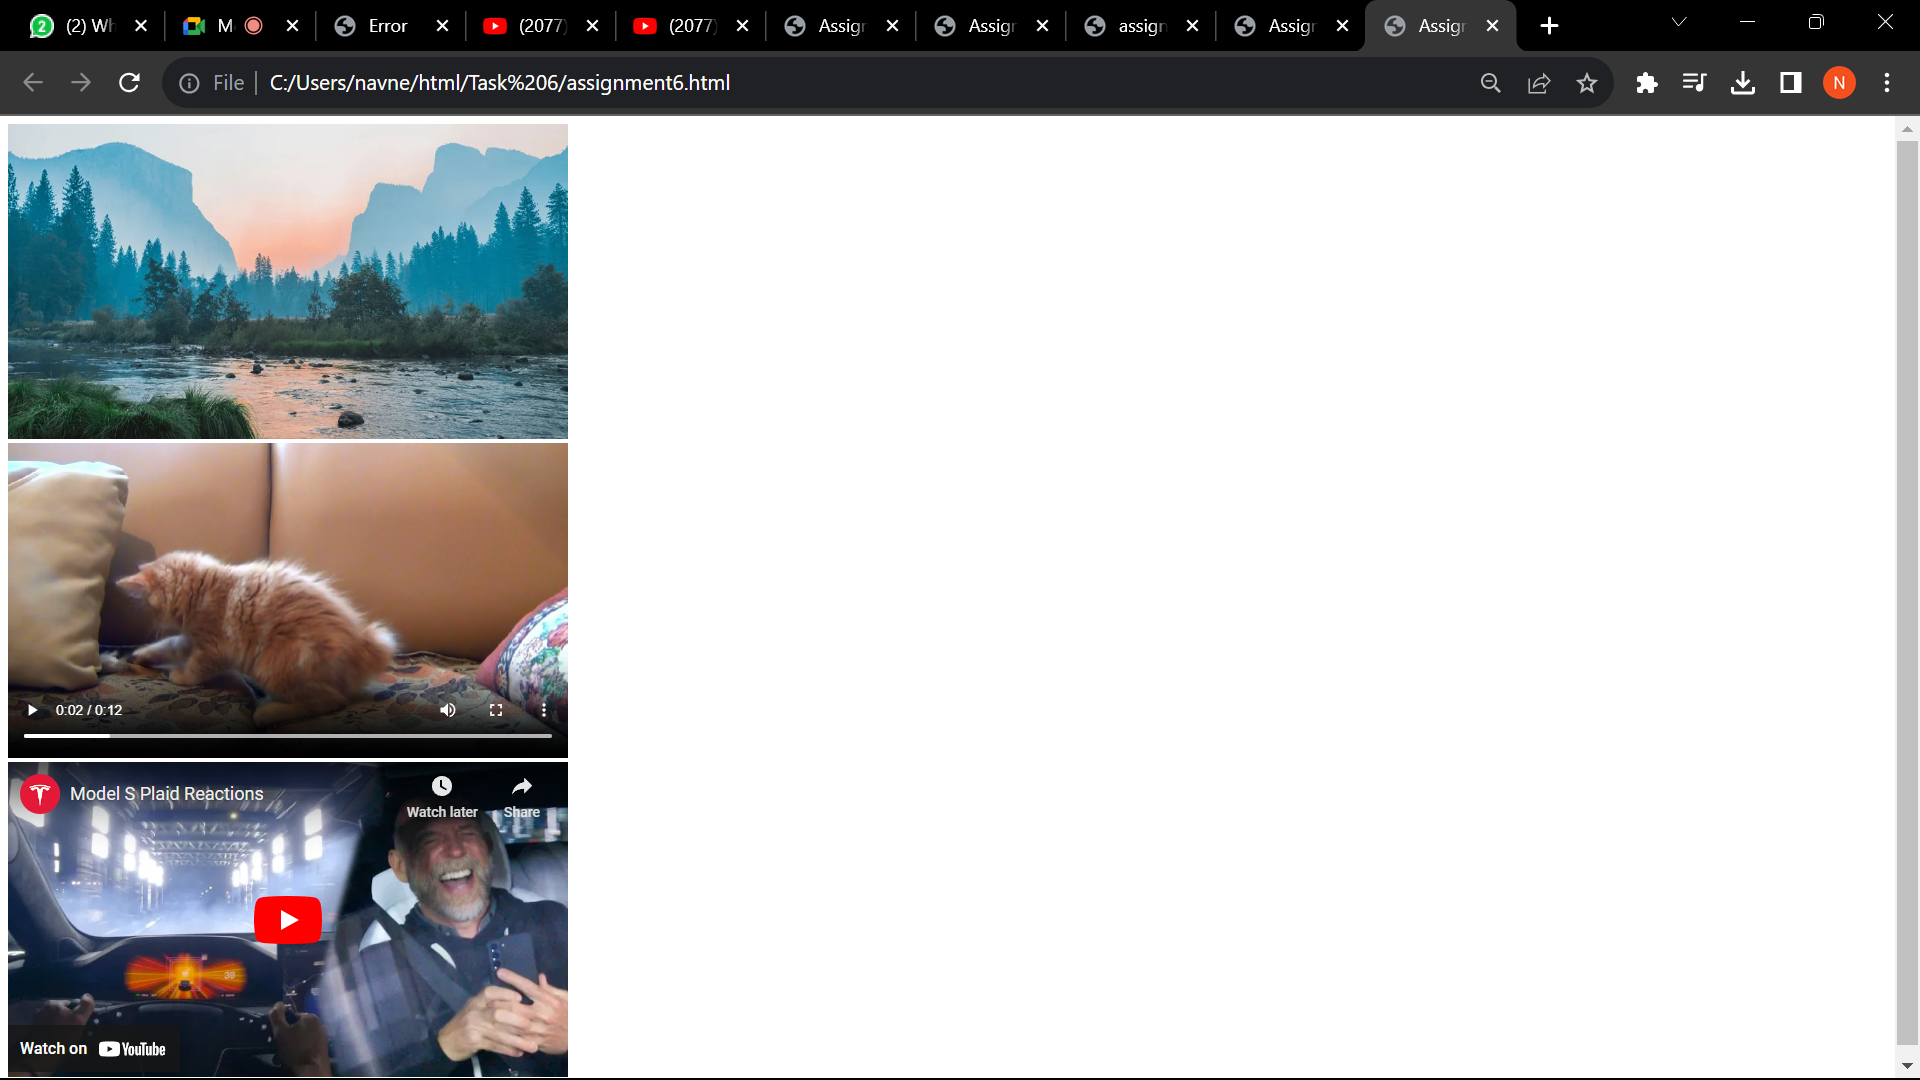 (2) Wh
M
Error
(2077)
(2077)
Assigr
Assigr
assign
Assigr
Assigr
File
C:/Users/navne/html/Task%206/assignment6.html
N
0:02 / 0:12
Model S Plaid Reactions
Watch later
Share
Watch on YouTube